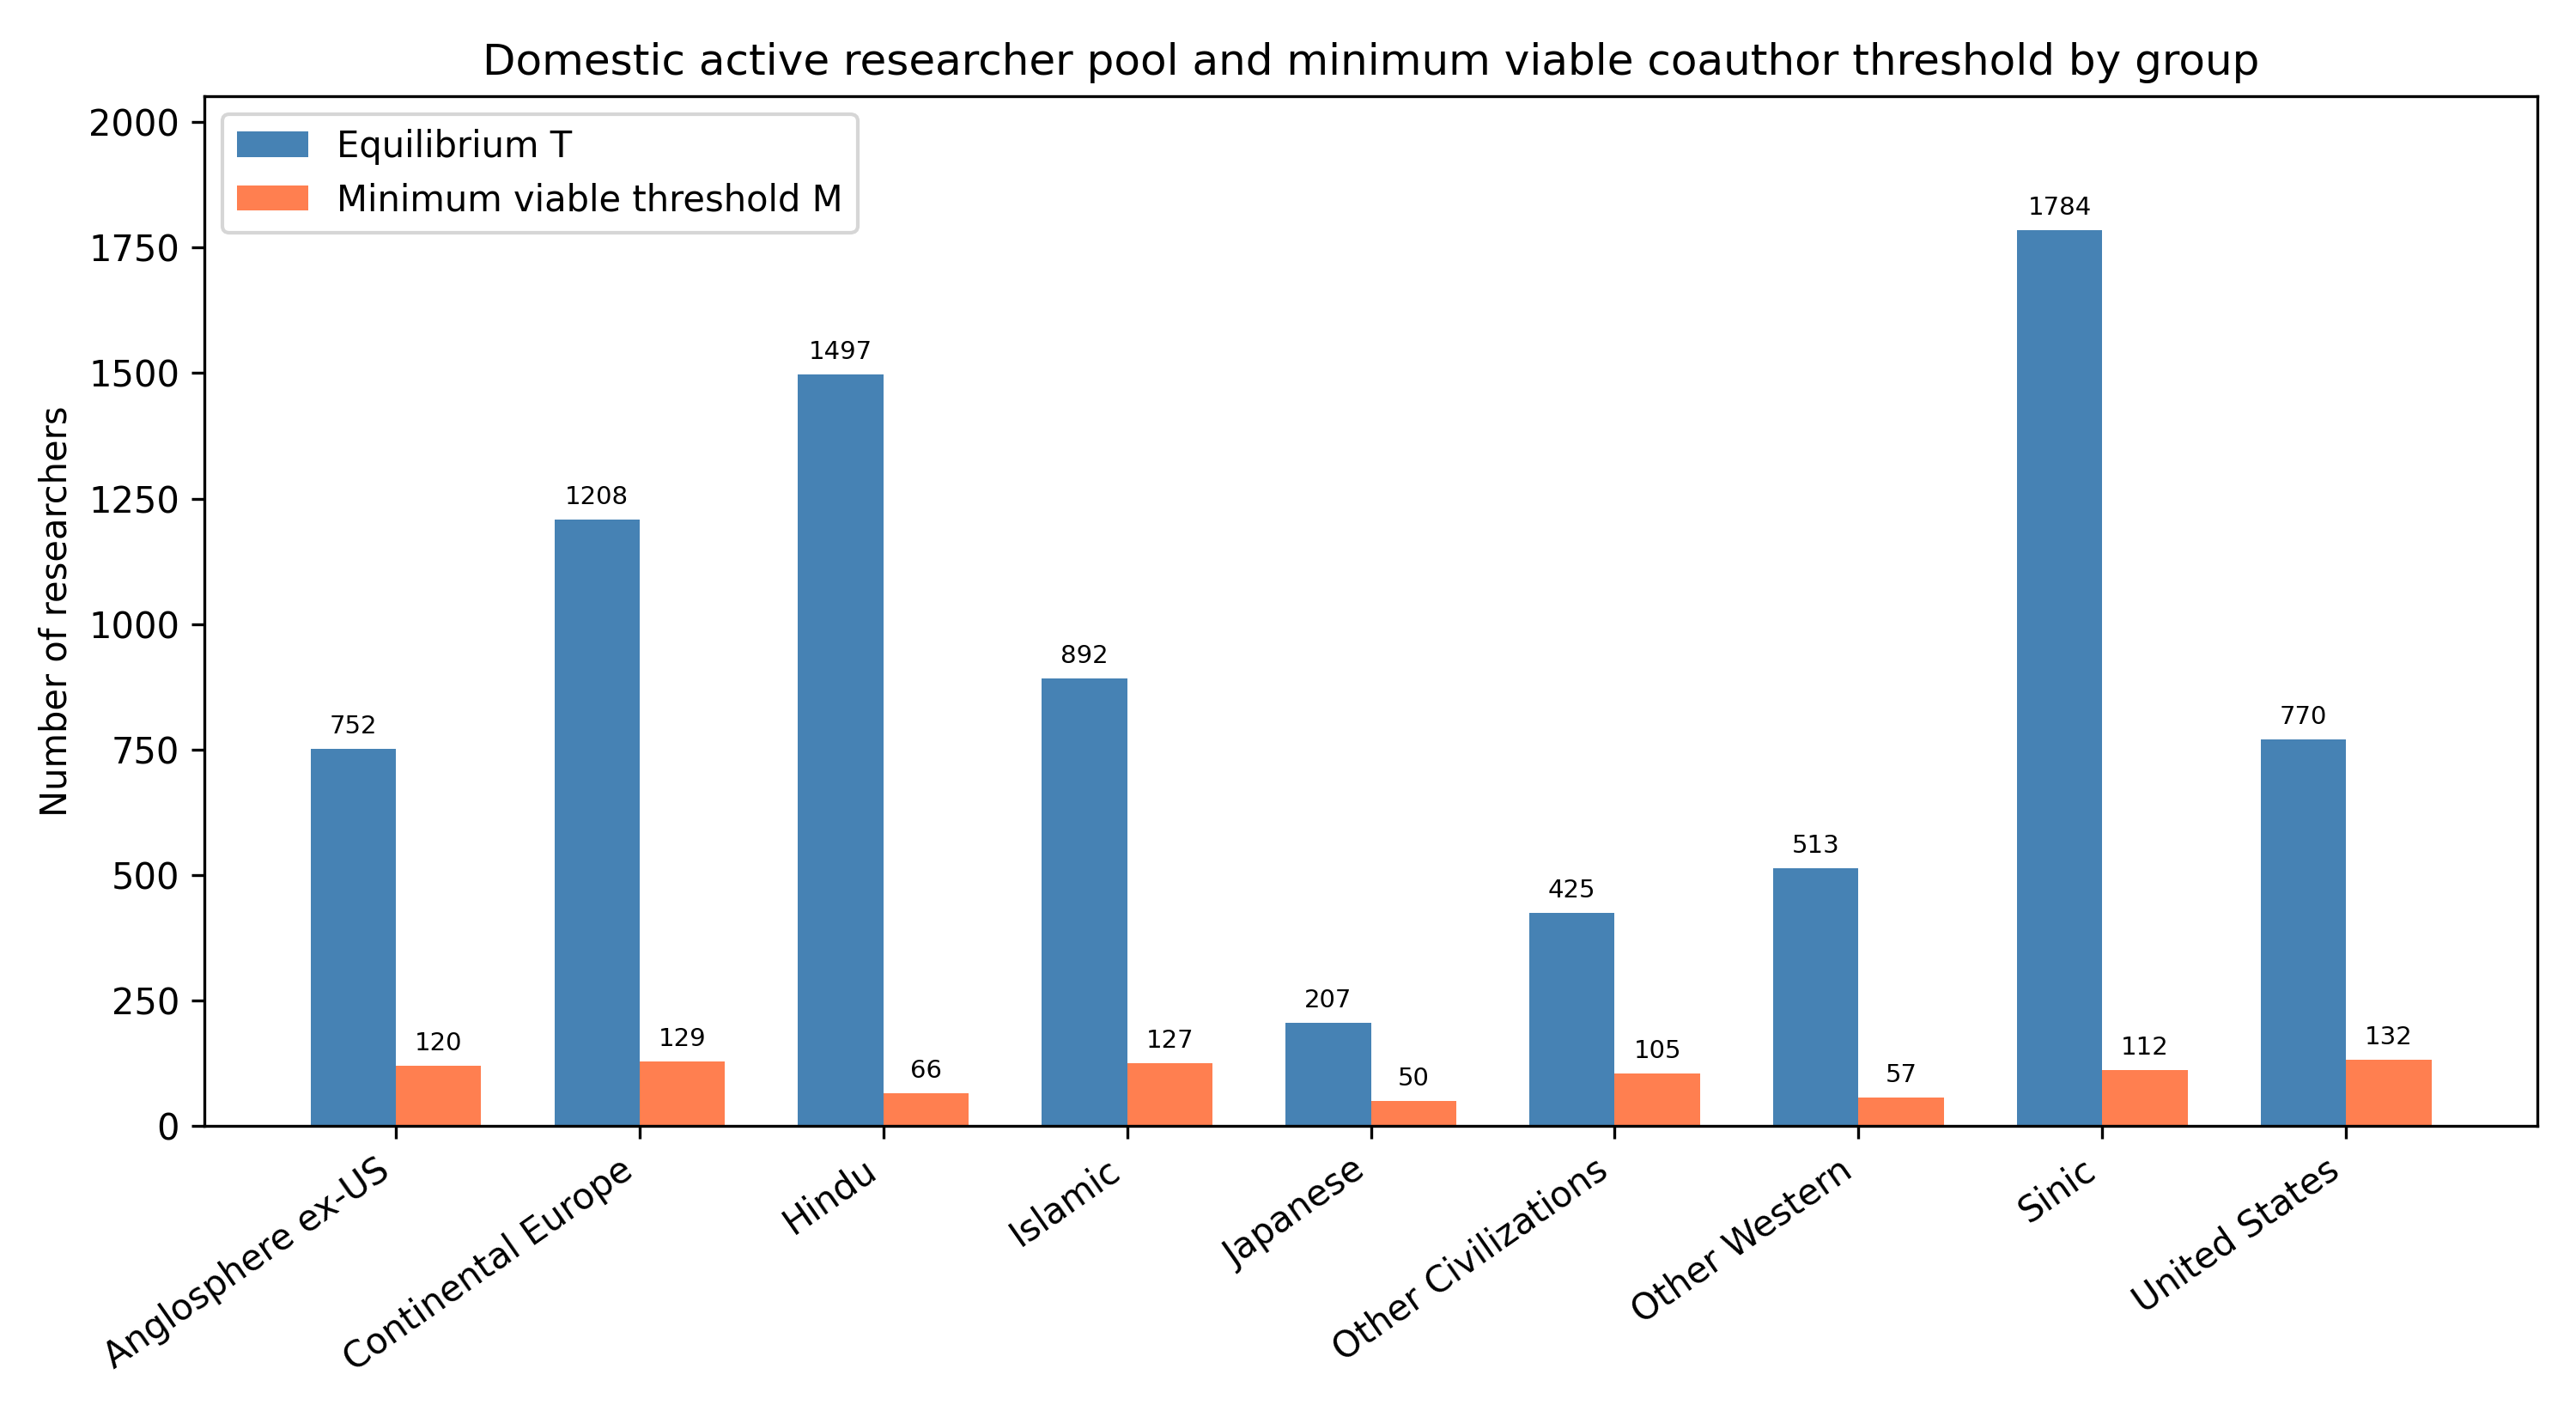 Domestic active researcher pool and minimum viable coauthor threshold by group
Equilibrium T
Minimum viable threshold M
Number of researchers
2000
1750
1500
1250
1000
750
500
250
0
752
120
1208
129
1497
66
892
127
207
50
425
105
513
57
1784
112
770
132
Anglosphere ex-US
Continental Europe
Hindu
Islamic
Japanese
Other Civilizations
Other Western
Sinic
United States